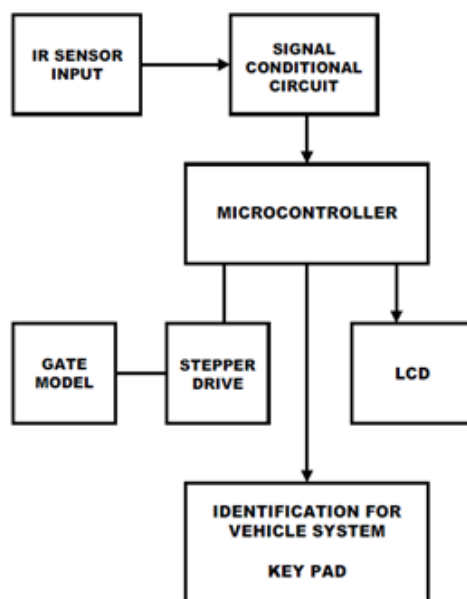 IR SENSOR
INPUT
SIGNAL
CONDITIONAL
CIRCUIT
MICROCONTROLLER
GATE
MODEL
STEPPER
DRIVE
LCD
IDENTIFICATION FOR
VEHICLE SYSTEM
KEY PAD